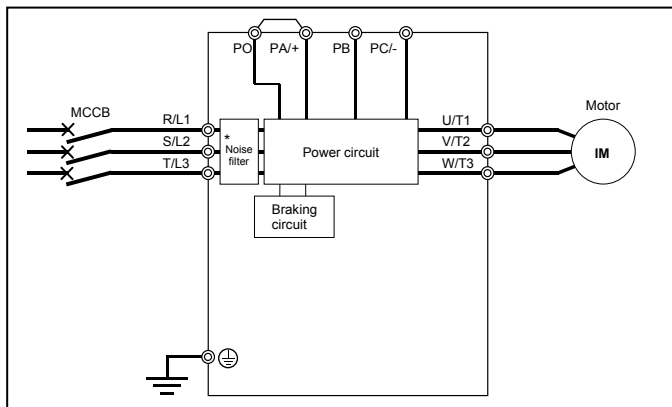 PO PA/+ PB PC/-
MCCB
R/L1
S/L2
T/L3
*
Noise
filter
Power circuit
Braking
circuit
U/T1
V/T2
W/T3
Motor
IM